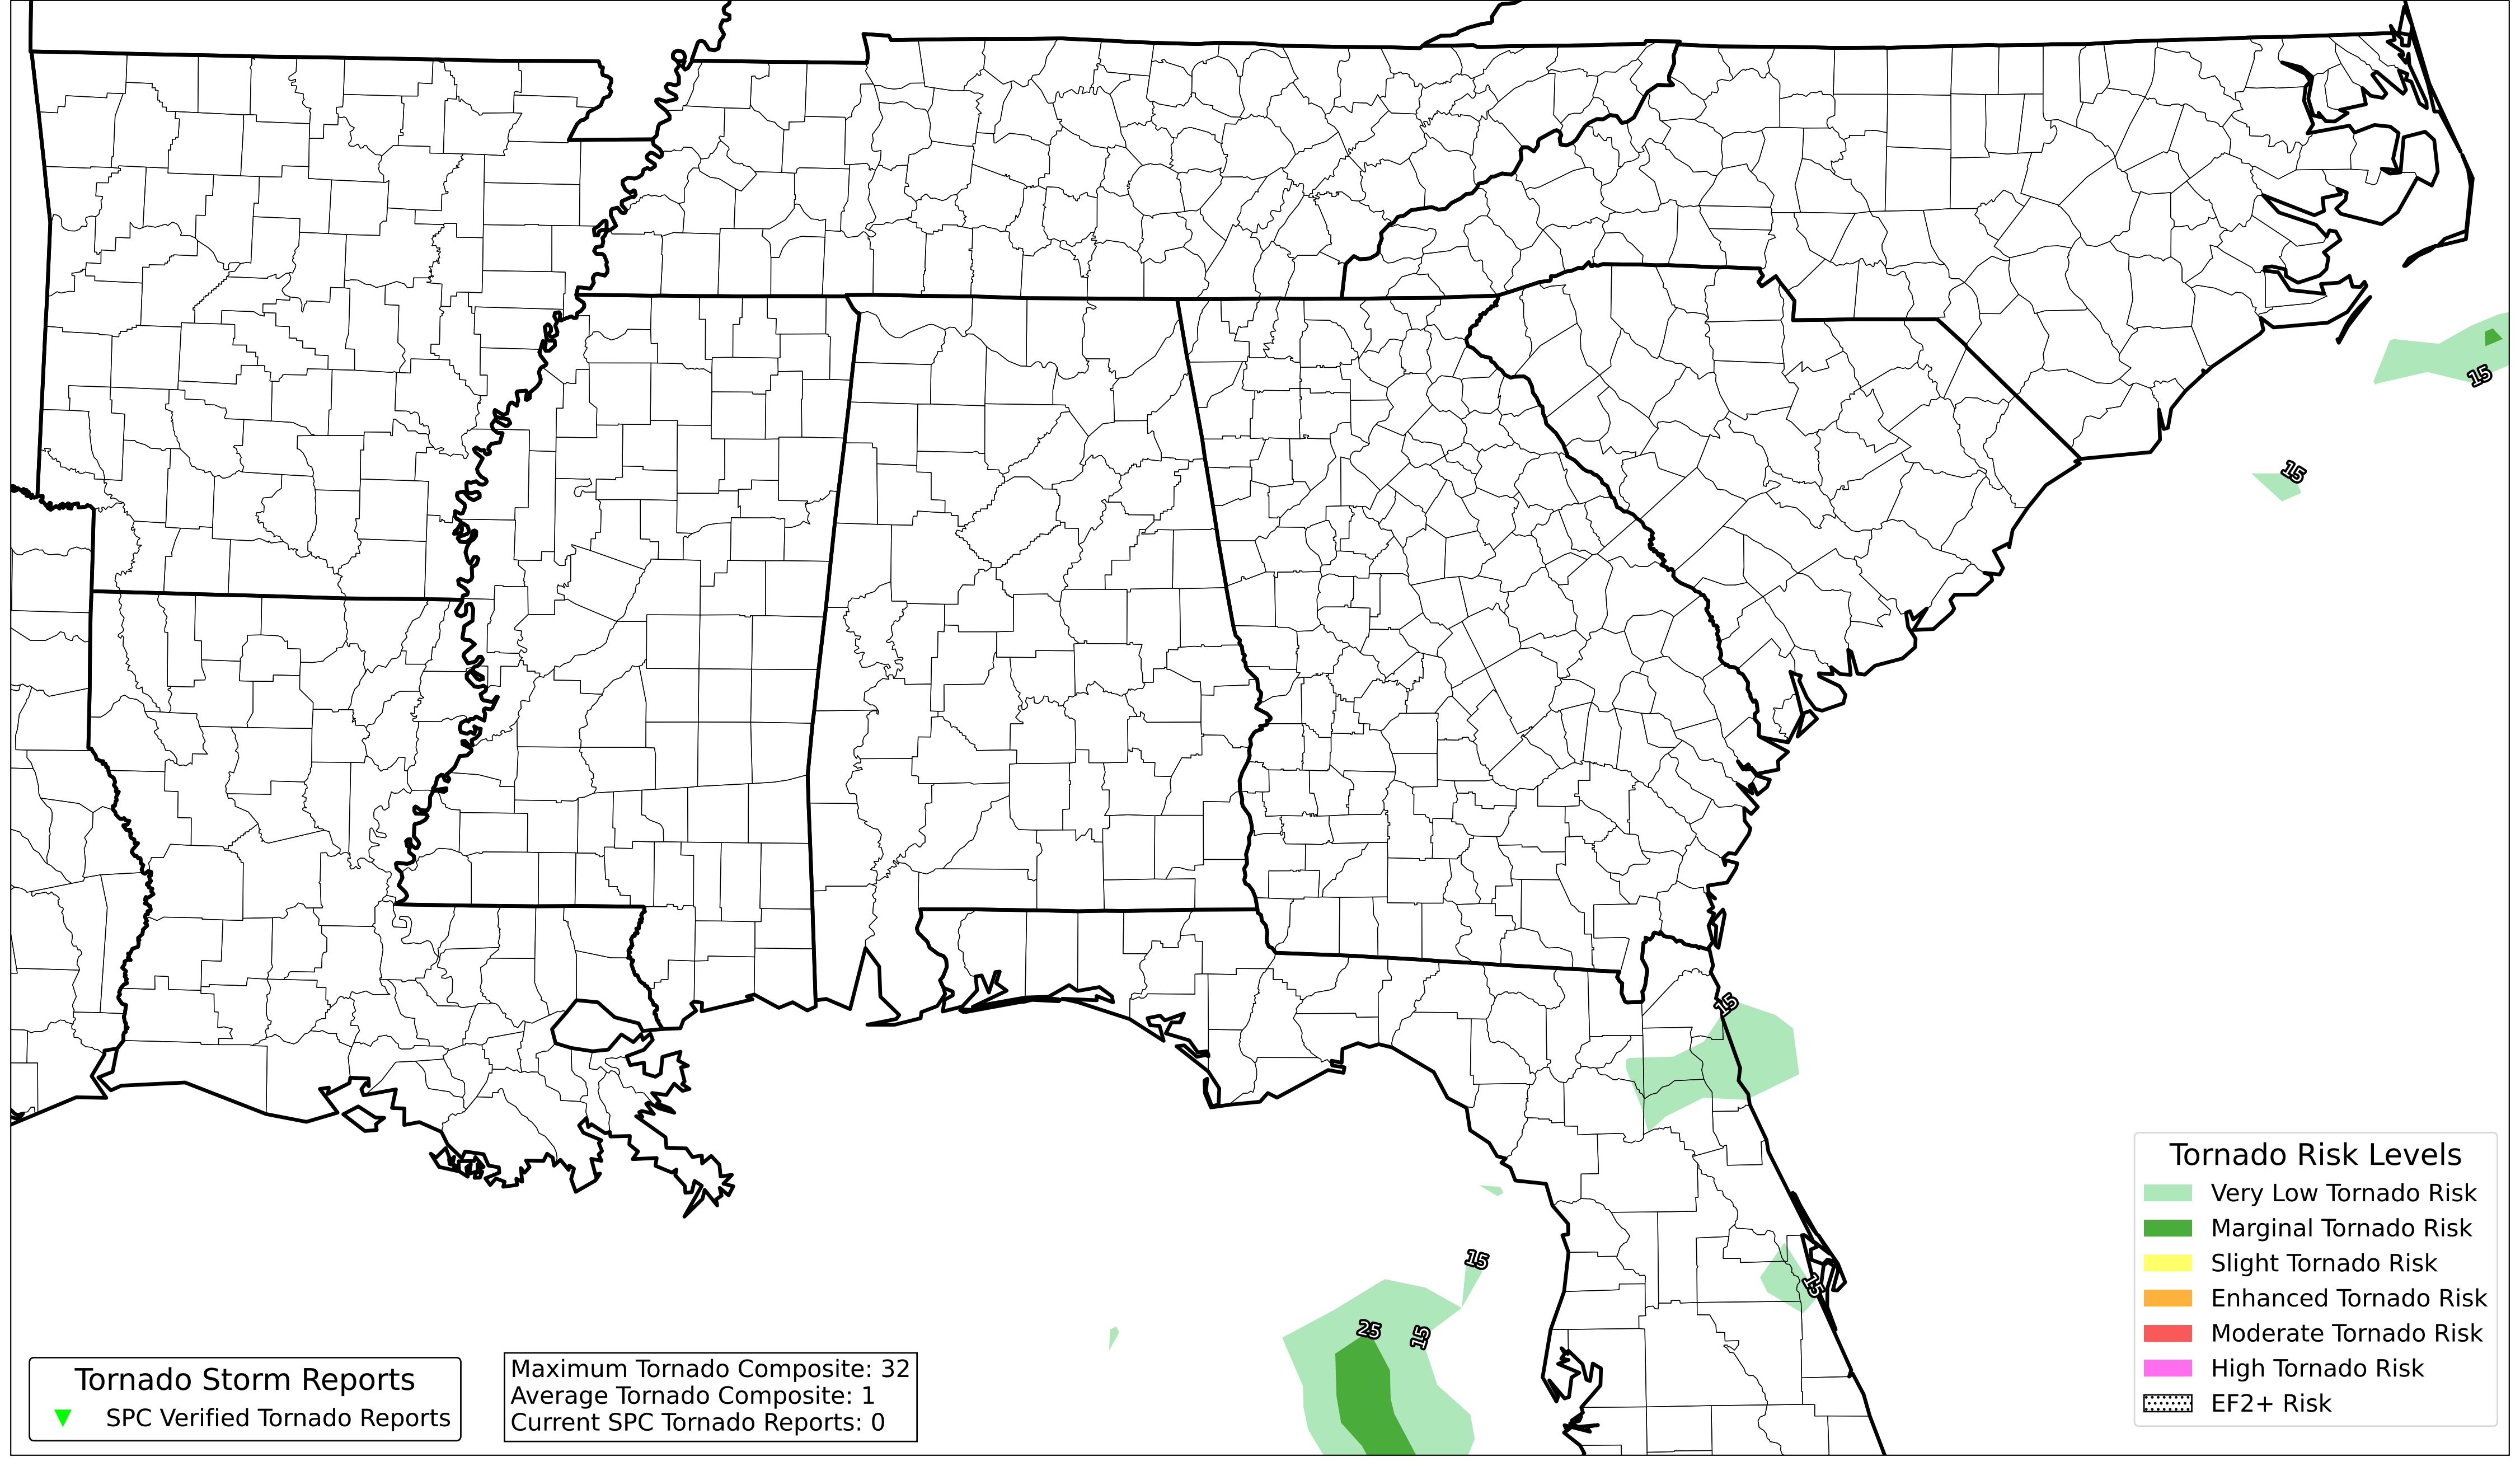 15
15
15
15
15
25
15
15
Tornado Risk Levels
Very Low Tornado Risk
Marginal Tornado Risk
Slight Tornado Risk
Enhanced Tornado Risk
Moderate Tornado Risk
High Tornado Risk
EF2+ Risk
Tornado Storm Reports
SPC Verified Tornado Reports
Maximum Tornado Composite: 32
Average Tornado Composite: 1
Current SPC Tornado Reports: 0